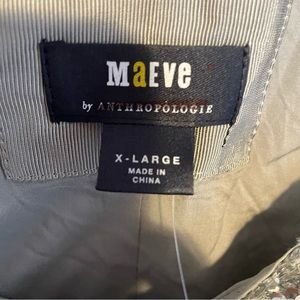 MaEVe
by ANTHROPOLOGIE
X-LARGE
MADE IN
CHINA